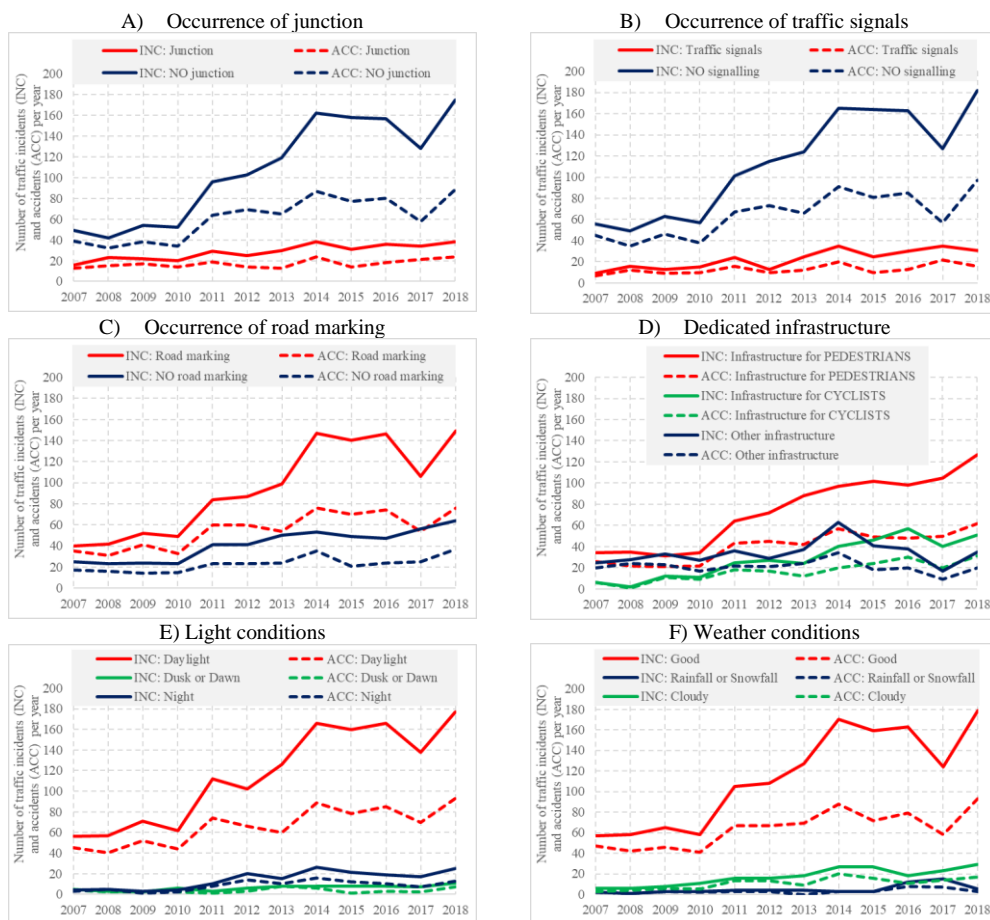 A) Occurrence of junction
INC: Junction ACC: Junction
INC: NO junction ACC: NO junction
Number of traffic incidents (INC)
and accidents (ACC) per year
200
180
160
140
120
100
80
60
40
20
0
2007 2008 2009 2010 2011 2012 2013 2014 2015 2016 2017 2018
B) Occurrence of traffic signals
INC: Traffic signals ACC: Traffic signals
INC: NO signalling ACC: NO signalling
Number of traffic incidents (INC)
and accidents (ACC) per year
200
180
160
140
120
100
80
60
40
20
0
2007 2008 2009 2010 2011 2012 2013 2014 2015 2016 2017 2018
C) Occurrence of road marking
INC: Road marking ACC: Road marking
INC: NO road marking ACC: NO road marking
Number of traffic incidents (INC)
and accidents (ACC) per year
200
180
160
140
120
100
80
60
40
20
0
2007 2008 2009 2010 2011 2012 2013 2014 2015 2016 2017 2018
D) Dedicated infrastructure
INC: Infrastructure for PEDESTRIANS
ACC: Infrastructure for PEDESTRIANS
INC: Infrastructure for CYCLISTS
ACC: Infrastructure for CYCLISTS
INC: Other infrastructure
ACC: Other infrastructure
Number of traffic incidents (INC)
and accidents (ACC) per year
200
180
160
140
120
100
80
60
40
20
0
2007 2008 2009 2010 2011 2012 2013 2014 2015 2016 2017 2018
E) Light conditions
INC: Daylight ACC: Daylight
INC: Dusk or Dawn ACC: Dusk or Dawn
INC: Night ACC: Night
Number of traffic incidents (INC)
and accidents (ACC) per year
200
180
160
140
120
100
80
60
40
20
0
2007 2008 2009 2010 2011 2012 2013 2014 2015 2016 2017 2018
F) Weather conditions
INC: Good ACC: Good
INC: Rainfall or Snowfall ACC: Rainfall or Snowfall
INC: Cloudy ACC: Cloudy
Number of traffic incidents (INC)
and accidents (ACC) per year
200
180
160
140
120
100
80
60
40
20
0
2007 2008 2009 2010 2011 2012 2013 2014 2015 2016 2017 2018